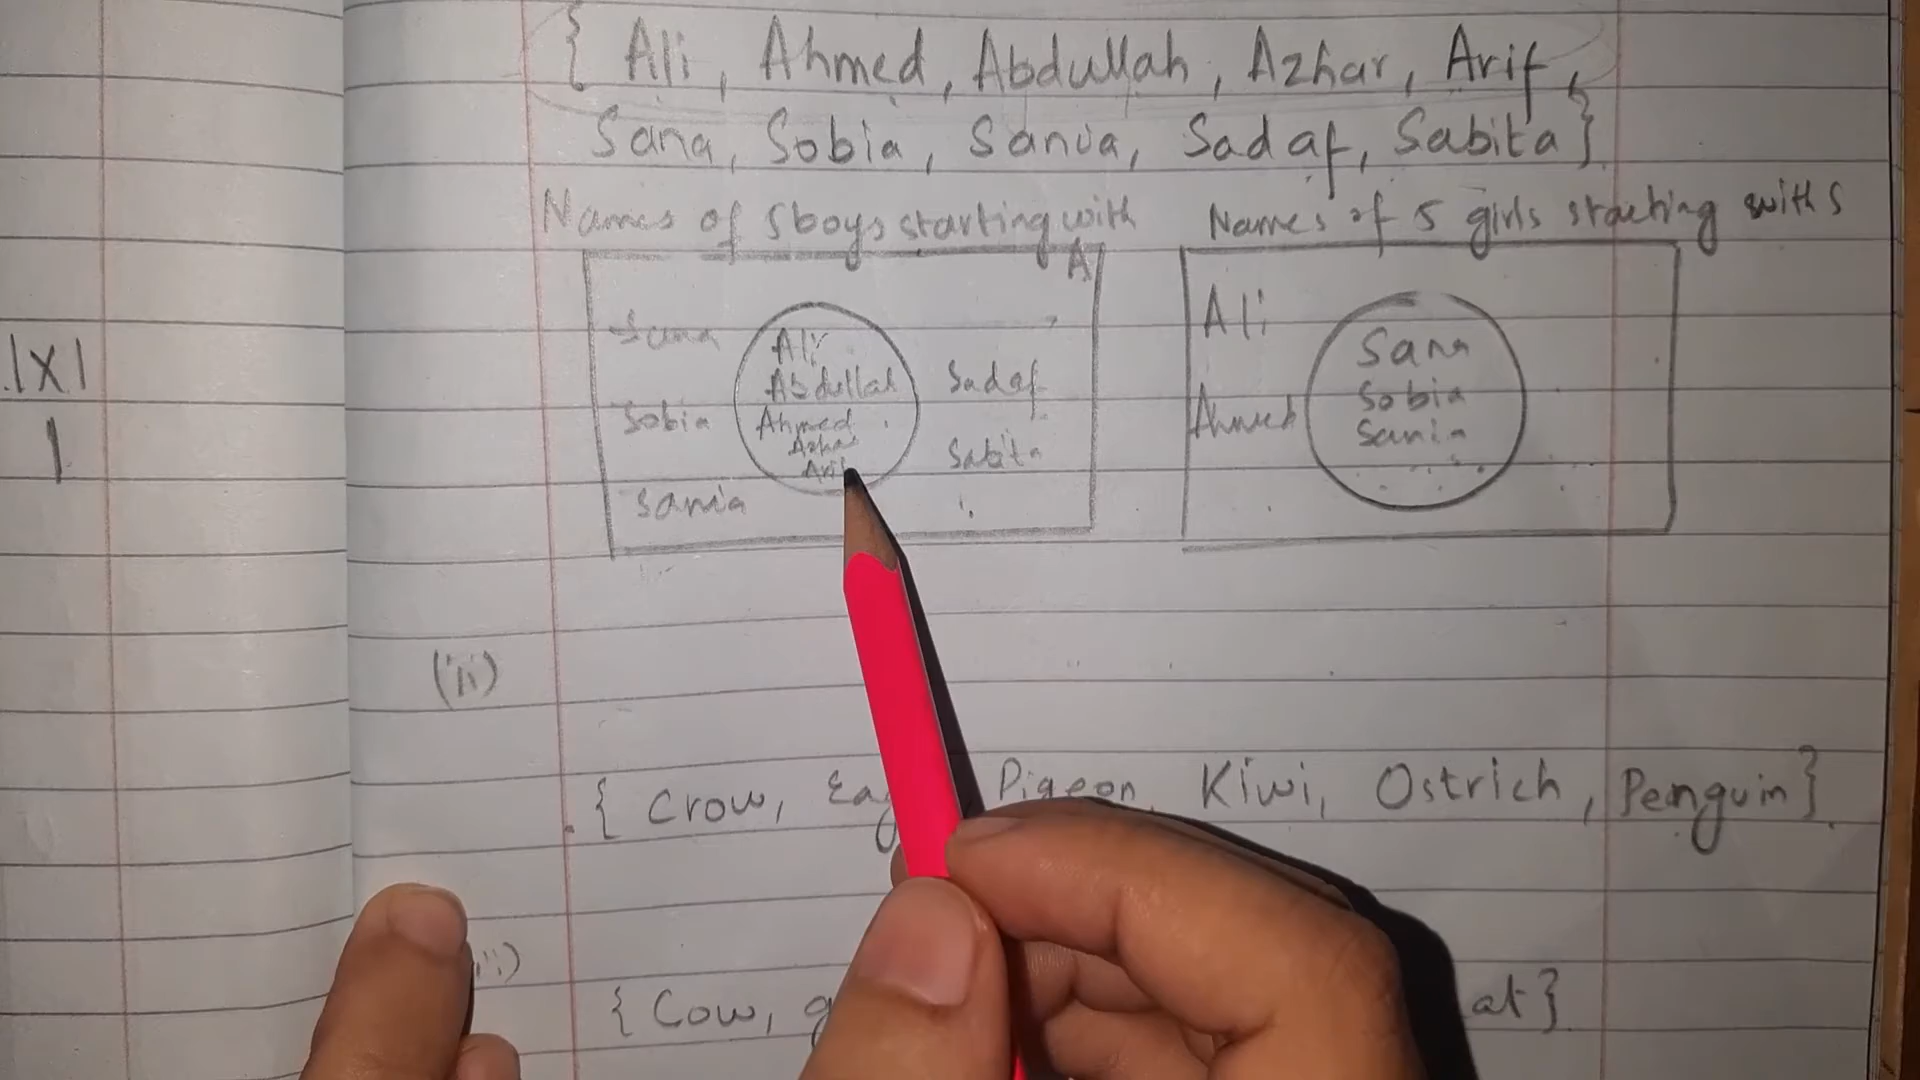 { Ali, Ahmed, Abdullah, Azhar, Arif,
Sana, Sobia, Sania, Sadaf, Sabita}
Names of 5 boys starting with A
Names of 5 girls starting with S
Sana
Sobia
Sania
Ali
Abdullah
Ahmed
Azhar
Arif
Sadaf
Sabita
Ali
Ahmed
Sana
Sobia
Sania
1x1
1
(ii)
{ Crow, Pigeon, Kiwi, Ostrich, Penguin}
{ Cow,